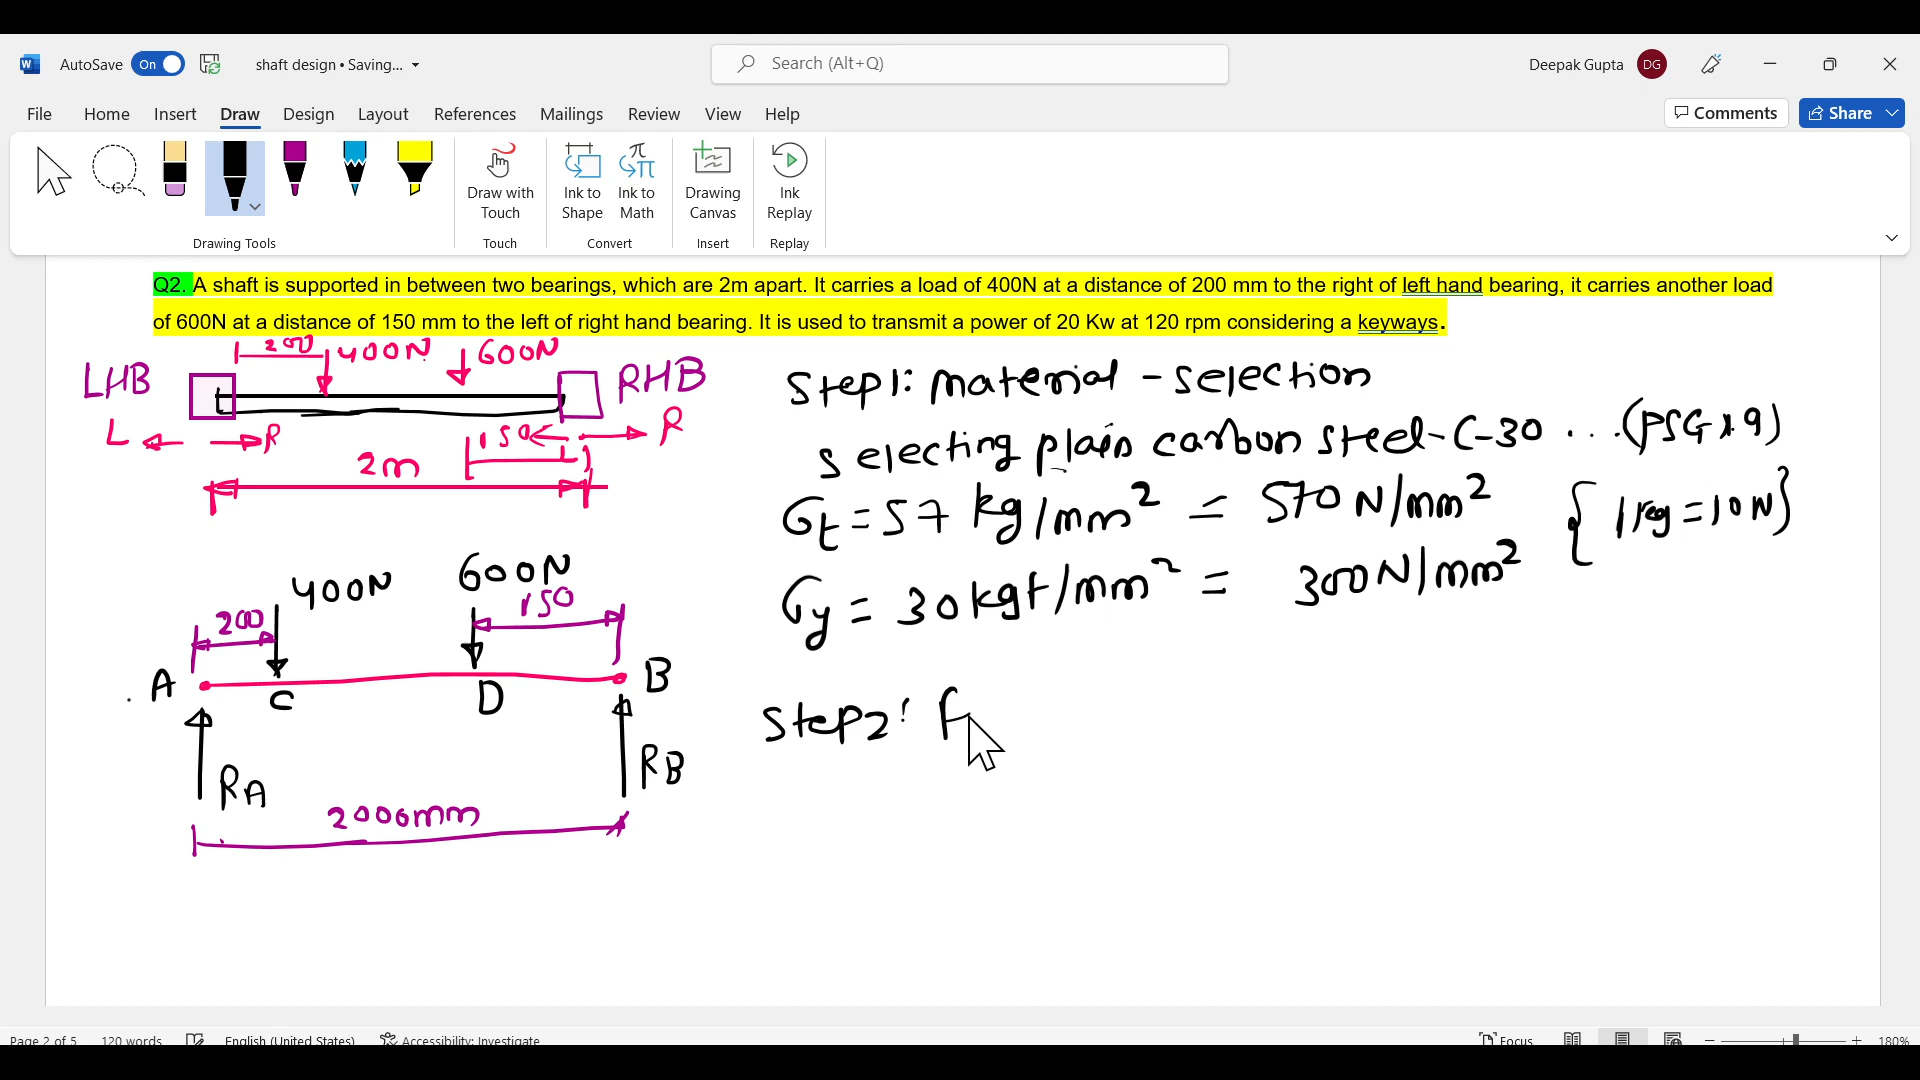 AutoSave On shaft design • Saving... Search (Alt+Q) Deepak Gupta DG
File Home Insert Draw Design Layout References Mailings Review View Help Comments Share
Draw with Touch Ink to Shape Ink to Math Drawing Canvas Ink Replay
Drawing Tools Touch Convert Insert Replay
Q2. A shaft is supported in between two bearings, which are 2m apart. It carries a load of 400N at a distance of 200 mm to the right of left hand bearing, it carries another load
of 600N at a distance of 150 mm to the left of right hand bearing. It is used to transmit a power of 20 Kw at 120 rpm considering a keyways.
200 400N 600N
LHB RHB
L R 150 R
2m
400N 600N
200 150
A C D B
RA RB
2000mm
Step1: material - selection
selecting plain carbon steel - C-30 ... (PSG 1.9)
σt = 57 kg/mm² = 570 N/mm² {1kg = 10N}
σy = 30 kgf/mm² = 300N/mm²
Step2: F
Page 2 of 5 120 words English (United States) Accessibility: Investigate Focus 180%